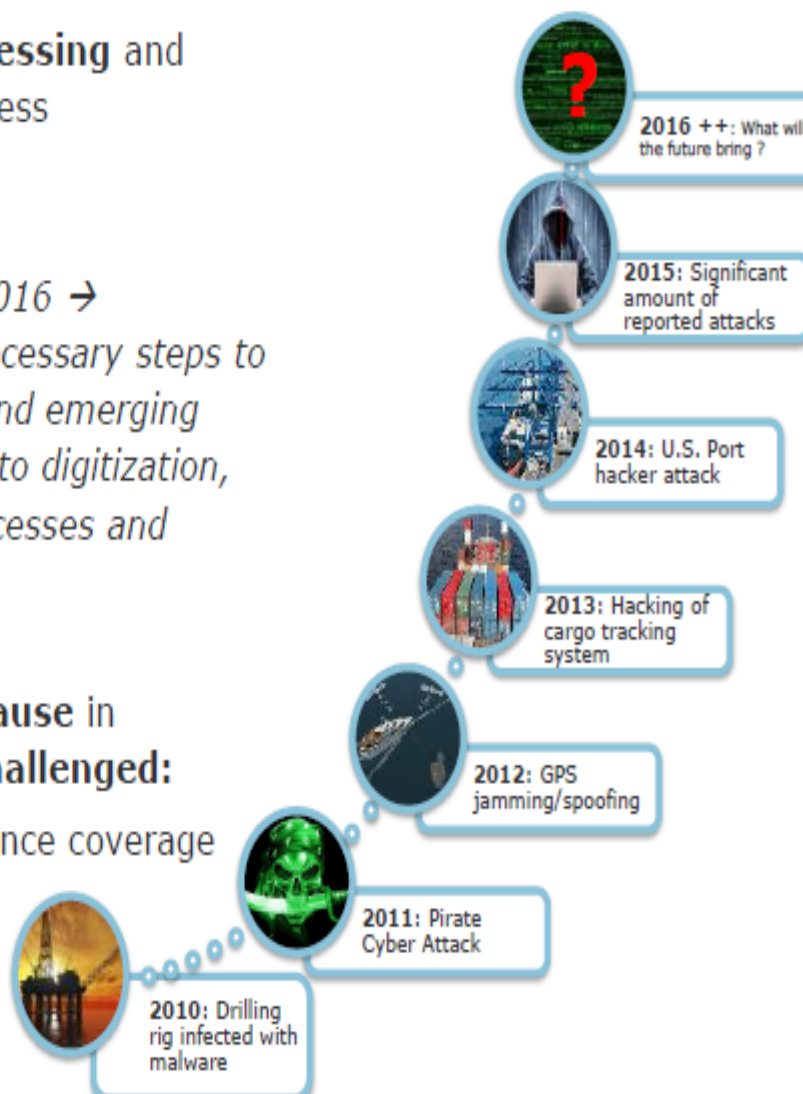 essing and
ess
016 →
cessary steps to
nd emerging
to digitization,
cesses and
ause in
hallenged:
nce coverage
2016 ++: What will
the future bring ?
2015: Significant
amount of
reported attacks
2014: U.S. Port
hacker attack
2013: Hacking of
cargo tracking
system
2012: GPS
jamming/spoofing
2011: Pirate
Cyber Attack
2010: Drilling
rig infected with
malware